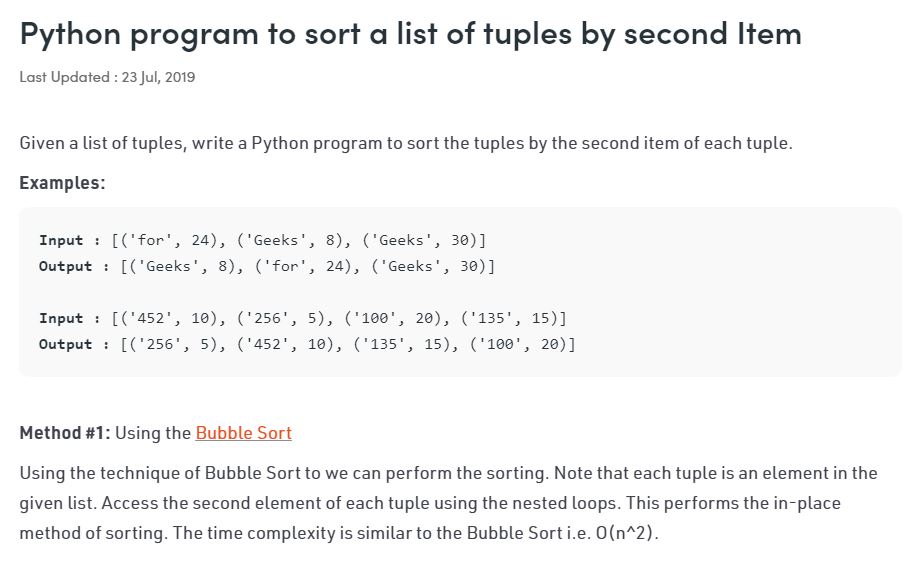 Python program to sort a list of tuples by second Item
Last Updated : 23 Jul, 2019
Given a list of tuples, write a Python program to sort the tuples by the second item of each tuple.
Examples:
Input : [('for', 24), ('Geeks', 8), ('Geeks', 30)]
Output : [('Geeks', 8), ('for', 24), ('Geeks', 30)]
Input : [('452', 10), ('256', 5), ('100', 20), ('135', 15)]
Output : [('256', 5), ('452', 10), ('135', 15), ('100', 20)]
Method #1: Using the Bubble Sort
Using the technique of Bubble Sort to we can perform the sorting. Note that each tuple is an element in the
given list. Access the second element of each tuple using the nested loops. This performs the in-place
method of sorting. The time complexity is similar to the Bubble Sort i.e. O(n^2).